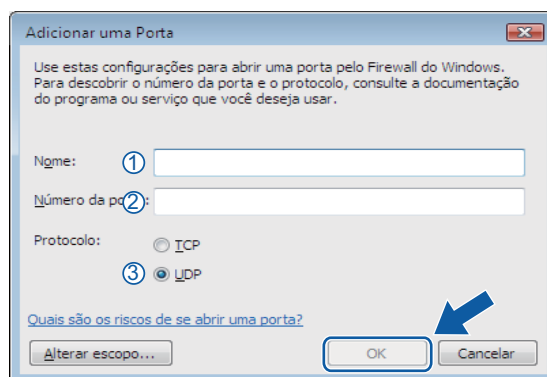 Adicionar uma Porta
Use estas configurações para abrir uma porta pelo Firewall do Windows.
Para descobrir o número da porta e o protocolo, consulte a documentação
do programa ou serviço que você deseja usar.
Nome: 1
Número da po 2 :
Protocolo: TCP
3 UDP
Quais são os riscos de se abrir uma porta?
Alterar escopo... OK Cancelar